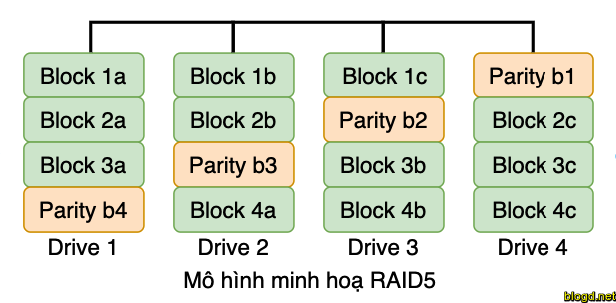 Block 1a Block 1b Block 1c Parity b1
Block 2a Block 2b Parity b2 Block 2c
Block 3a Parity b3 Block 3b Block 3c
Parity b4 Block 4a Block 4b Block 4c
Drive 1 Drive 2 Drive 3 Drive 4
Mô hình minh hoạ RAID5
blogd.net